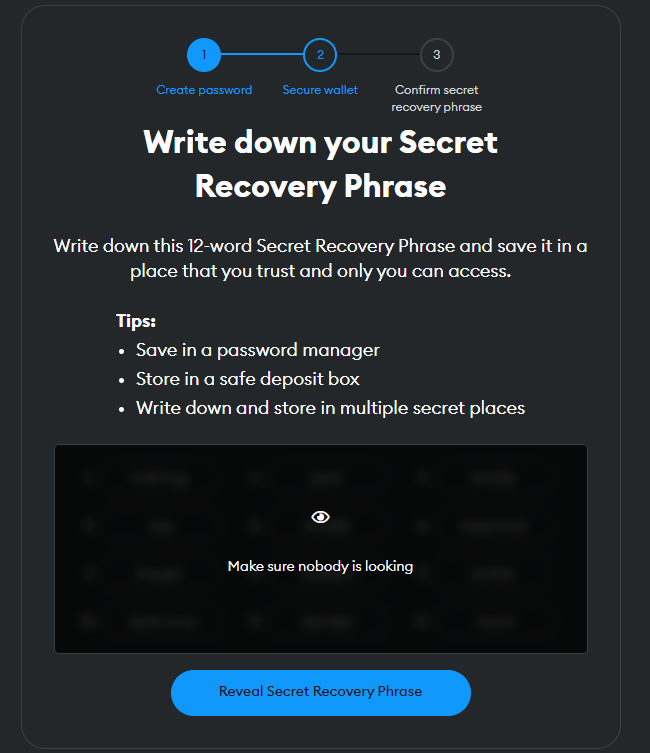 1
2
3
Create password
Secure wallet
Confirm secret
recovery phrase
Write down your Secret
Recovery Phrase
Write down this 12-word Secret Recovery Phrase and save it in a
place that you trust and only you can access.
Tips:
• Save in a password manager
• Store in a safe deposit box
• Write down and store in multiple secret places
Make sure nobody is looking
Reveal Secret Recovery Phrase